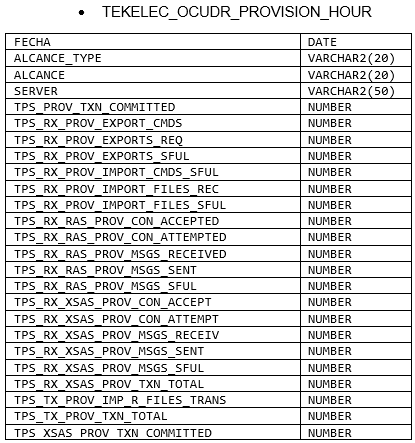 • TEKELEC_OCUDR_PROVISION_HOUR
FECHA DATE
ALCANCE_TYPE VARCHAR2(20)
ALCANCE VARCHAR2(20)
SERVER VARCHAR2(50)
TPS_PROV_TXN_COMMITTED NUMBER
TPS_RX_PROV_EXPORT_CMDS NUMBER
TPS_RX_PROV_EXPORTS_REQ NUMBER
TPS_RX_PROV_EXPORTS_SFUL NUMBER
TPS_RX_PROV_IMPORT_CMDS_SFUL NUMBER
TPS_RX_PROV_IMPORT_FILES_REC NUMBER
TPS_RX_PROV_IMPORT_FILES_SFUL NUMBER
TPS_RX_RAS_PROV_CON_ACCEPTED NUMBER
TPS_RX_RAS_PROV_CON_ATTEMPTED NUMBER
TPS_RX_RAS_PROV_MSGS_RECEIVED NUMBER
TPS_RX_RAS_PROV_MSGS_SENT NUMBER
TPS_RX_RAS_PROV_MSGS_SFUL NUMBER
TPS_RX_XSAS_PROV_CON_ACCEPT NUMBER
TPS_RX_XSAS_PROV_CON_ATTEMPT NUMBER
TPS_RX_XSAS_PROV_MSGS_RECEIV NUMBER
TPS_RX_XSAS_PROV_MSGS_SENT NUMBER
TPS_RX_XSAS_PROV_MSGS_SFUL NUMBER
TPS_RX_XSAS_PROV_TXN_TOTAL NUMBER
TPS_TX_PROV_IMP_R_FILES_TRANS NUMBER
TPS_TX_PROV_TXN_TOTAL NUMBER
TPS_XSAS_PROV_TXN_COMMITTED NUMBER